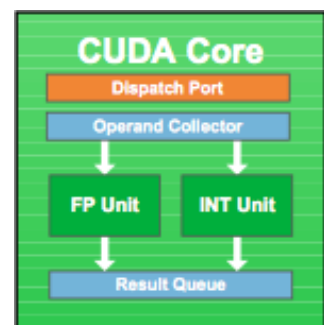 CUDA Core
Dispatch Port
Operand Collector
FP Unit
INT Unit
Result Queue